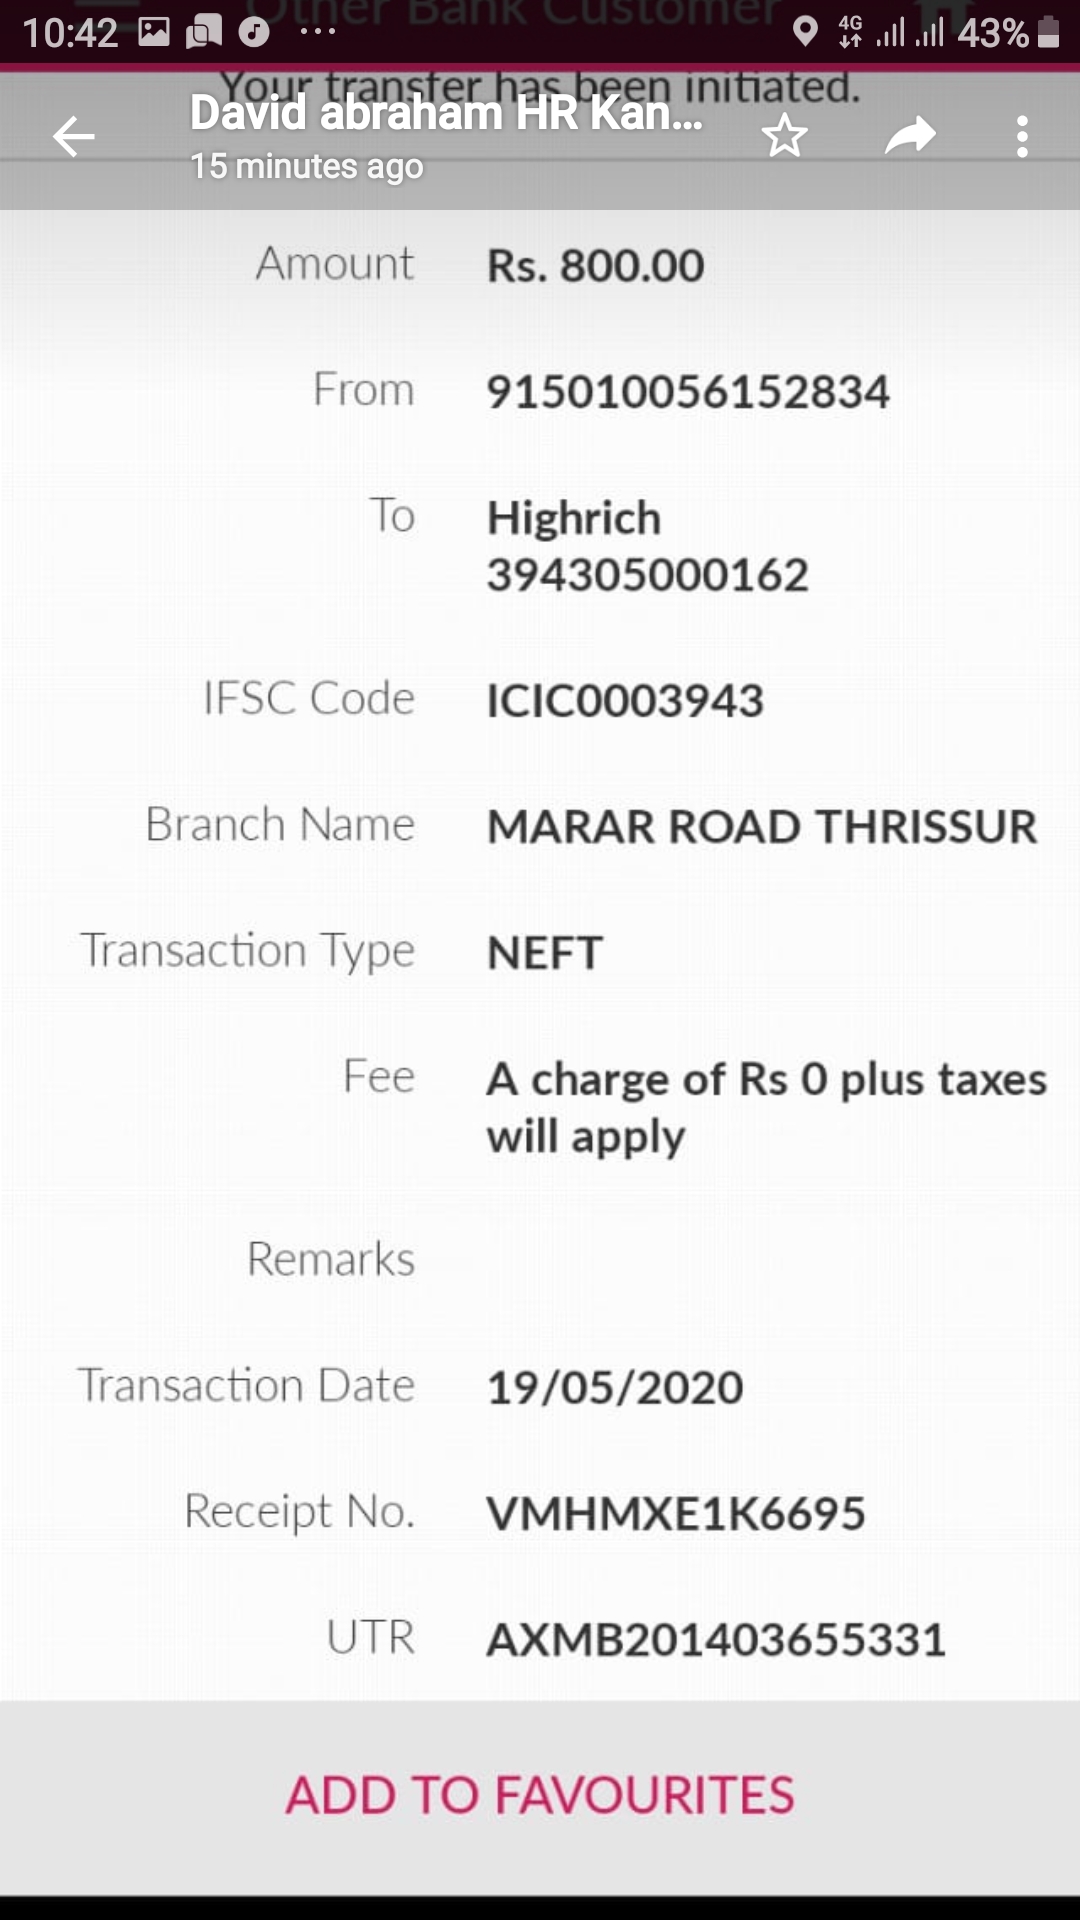 10:42 4G 43%
Other Bank Customer
Your transfer has been initiated.
David abraham HR Kan...
15 minutes ago
Amount Rs. 800.00
From 915010056152834
To Highrich
394305000162
IFSC Code ICIC0003943
Branch Name MARAR ROAD THRISSUR
Transaction Type NEFT
Fee A charge of Rs 0 plus taxes
will apply
Remarks
Transaction Date 19/05/2020
Receipt No. VMHMXE1K6695
UTR AXMB201403655331
ADD TO FAVOURITES